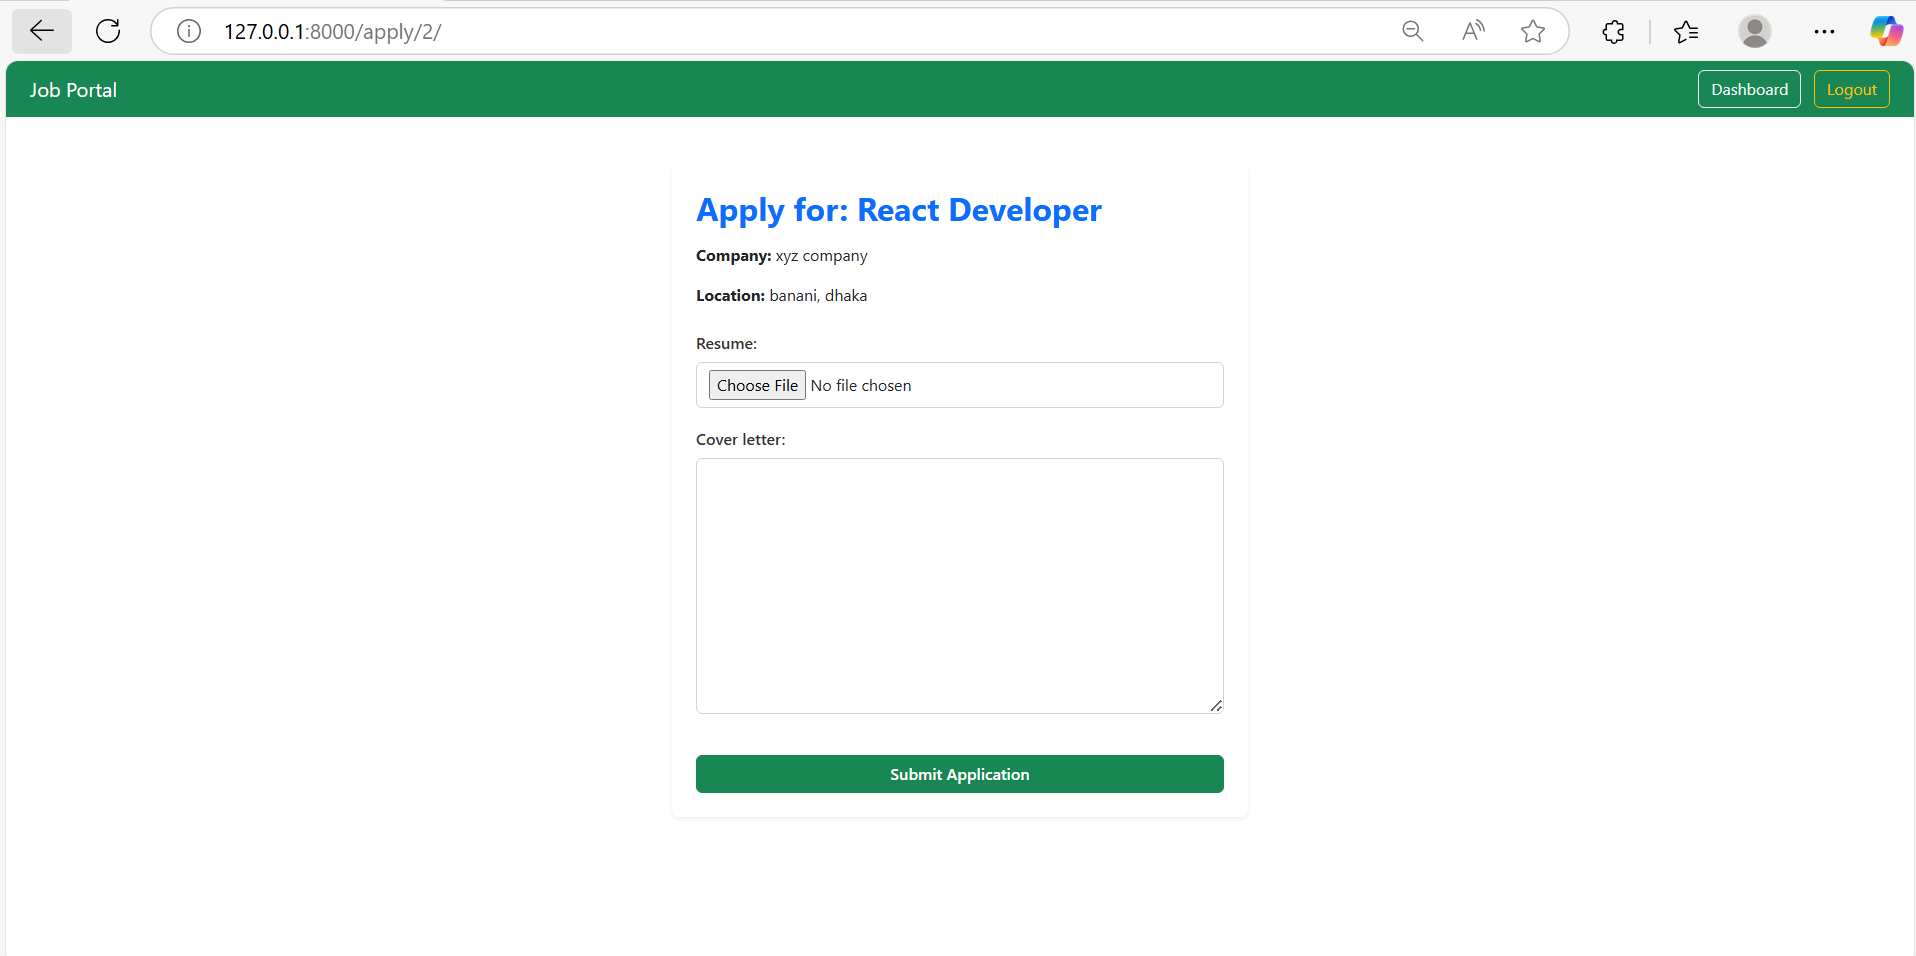 127.0.0.1:8000/apply/2/
Job Portal
Dashboard
Logout
Apply for: React Developer
Company: xyz company
Location: banani, dhaka
Resume:
Choose File No file chosen
Cover letter:
Submit Application